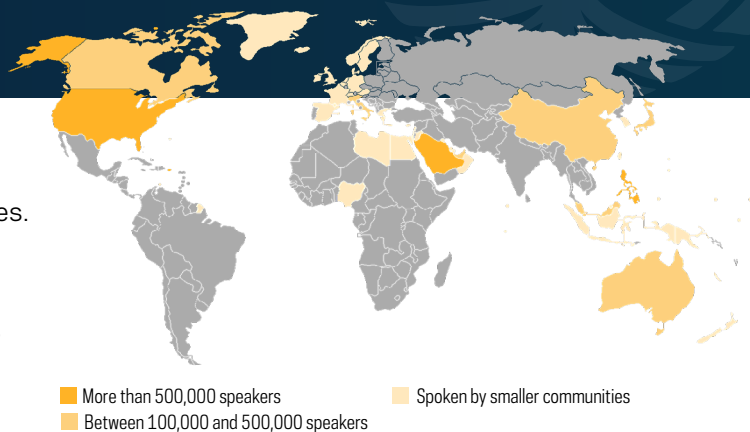 es.
More than 500,000 speakers
Spoken by smaller communities
Between 100,000 and 500,000 speakers